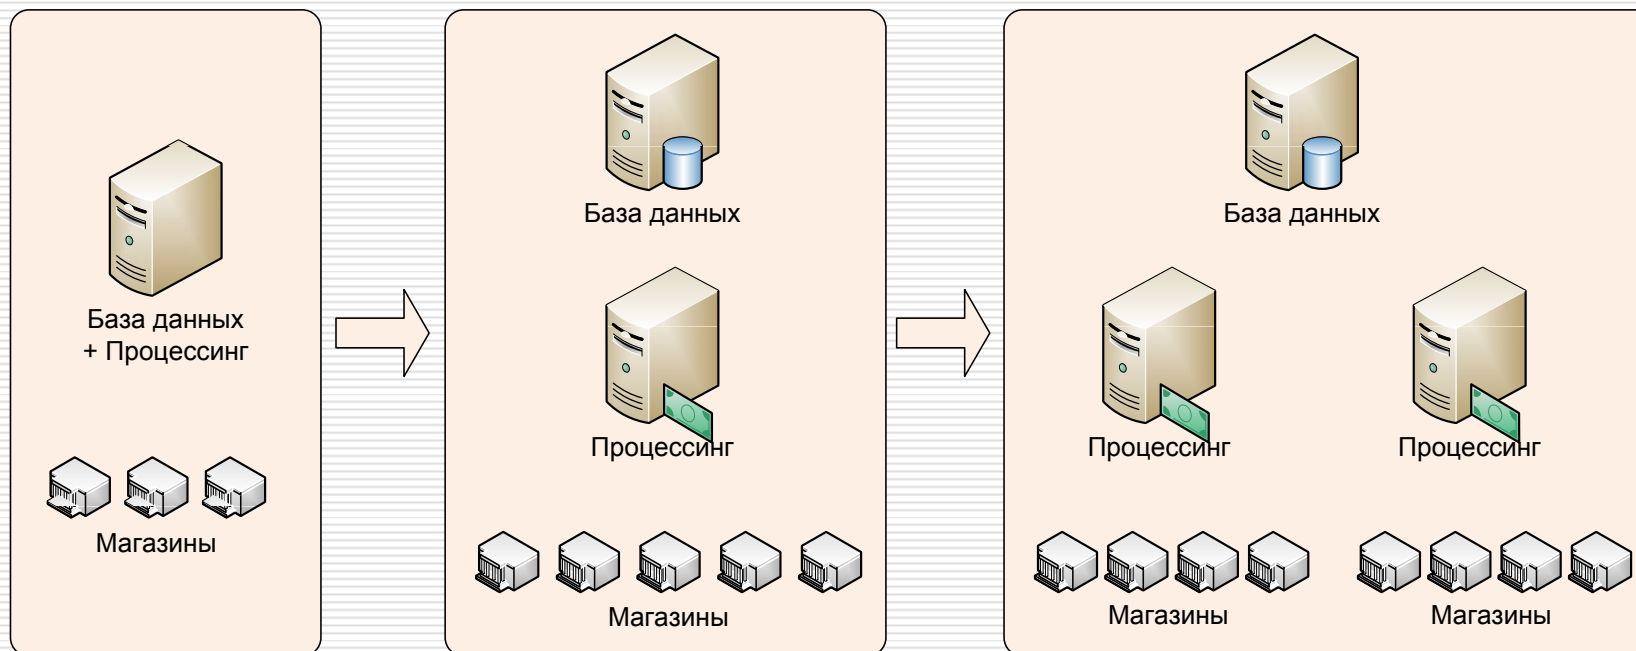 База данных
+ Процессинг
Магазины
База данных
Процессинг
Магазины
База данных
Процессинг
Процессинг
Магазины
Магазины